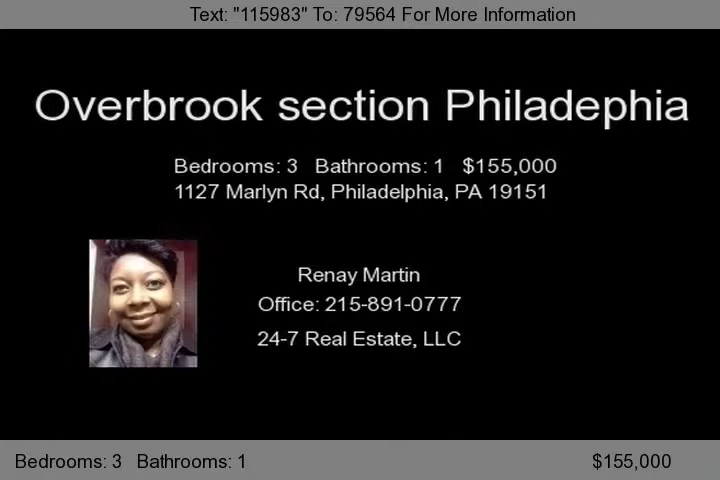 Text: "115983" To: 79564 For More Information
Overbrook section Philadephia
Bedrooms: 3 Bathrooms: 1 $155,000
1127 Marlyn Rd, Philadelphia, PA 19151
Renay Martin
Office: 215-891-0777
24-7 Real Estate, LLC
Bedrooms: 3 Bathrooms: 1 $155,000